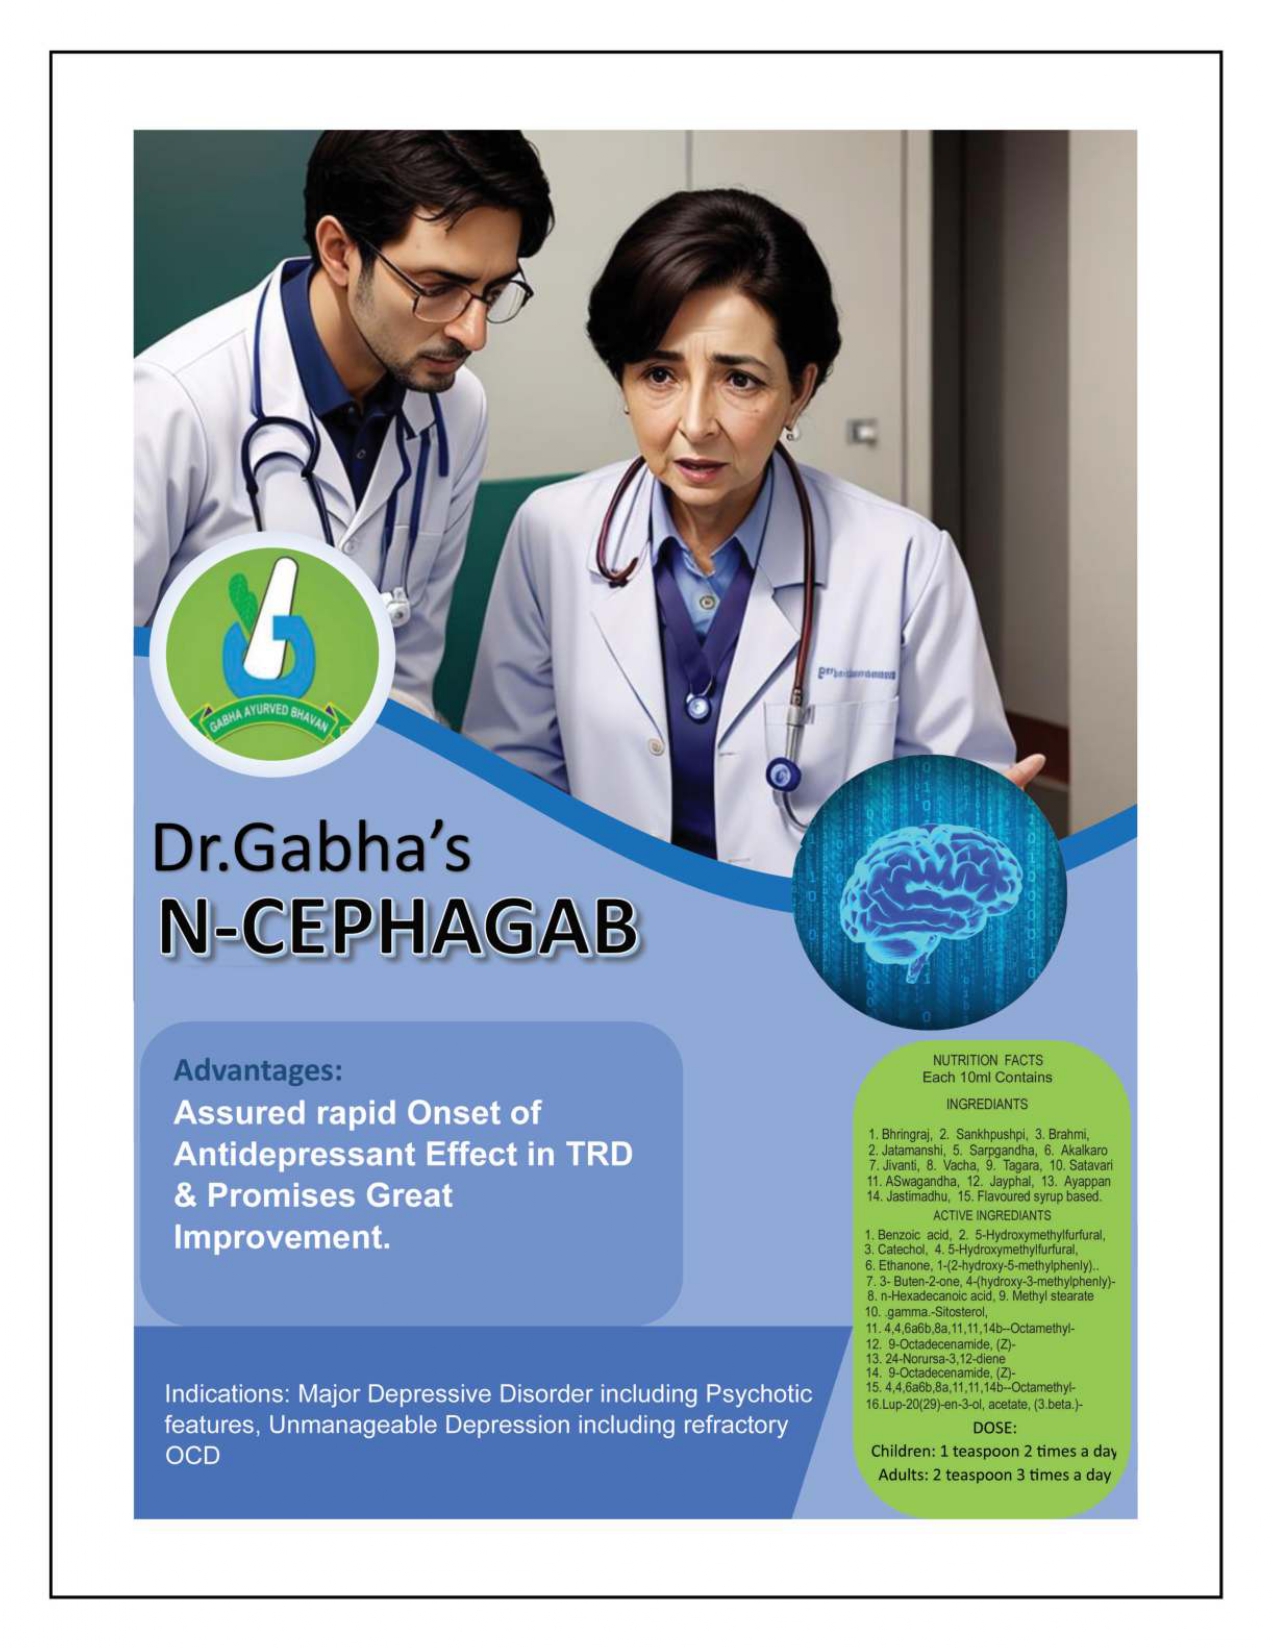 GABHA AYURVED BHAVAN
Dr.Gabha's
N-CEPHAGAB
Advantages:
Assured rapid Onset of
Antidepressant Effect in TRD
& Promises Great
Improvement.
Indications: Major Depressive Disorder including Psychotic
features, Unmanageable Depression including refractory
OCD
NUTRITION FACTS
Each 10ml Contains
INGREDIANTS
1. Bhringraj, 2. Sankhpushpi, 3. Brahmi,
2. Jatamanshi, 5. Sarpgandha, 6. Akalkaro
7. Jivanti, 8. Vacha, 9. Tagara, 10. Satavari
11. ASwagandha, 12. Jayphal, 13. Ayappan
14. Jastimadhu, 15. Flavoured syrup based.
ACTIVE INGREDIANTS
1. Benzoic acid, 2. 5-Hydroxymethylfurfural,
3. Catechol, 4. 5-Hydroxymethylfurfural,
6. Ethanone, 1-(2-hydroxy-5-methylphenly)..
7. 3- Buten-2-one, 4-(hydroxy-3-methylphenly)-
8. n-Hexadecanoic acid, 9. Methyl stearate
10. .gamma.-Sitosterol,
11. 4,4,6a6b,8a,11,11,14b--Octamethyl-
12. 9-Octadecenamide, (Z)-
13. 24-Norursa-3,12-diene
14. 9-Octadecenamide, (Z)-
15. 4,4,6a6b,8a,11,11,14b--Octamethyl-
16.Lup-20(29)-en-3-ol, acetate, (3.beta.)-
DOSE:
Children: 1 teaspoon 2 times a day
Adults: 2 teaspoon 3 times a day